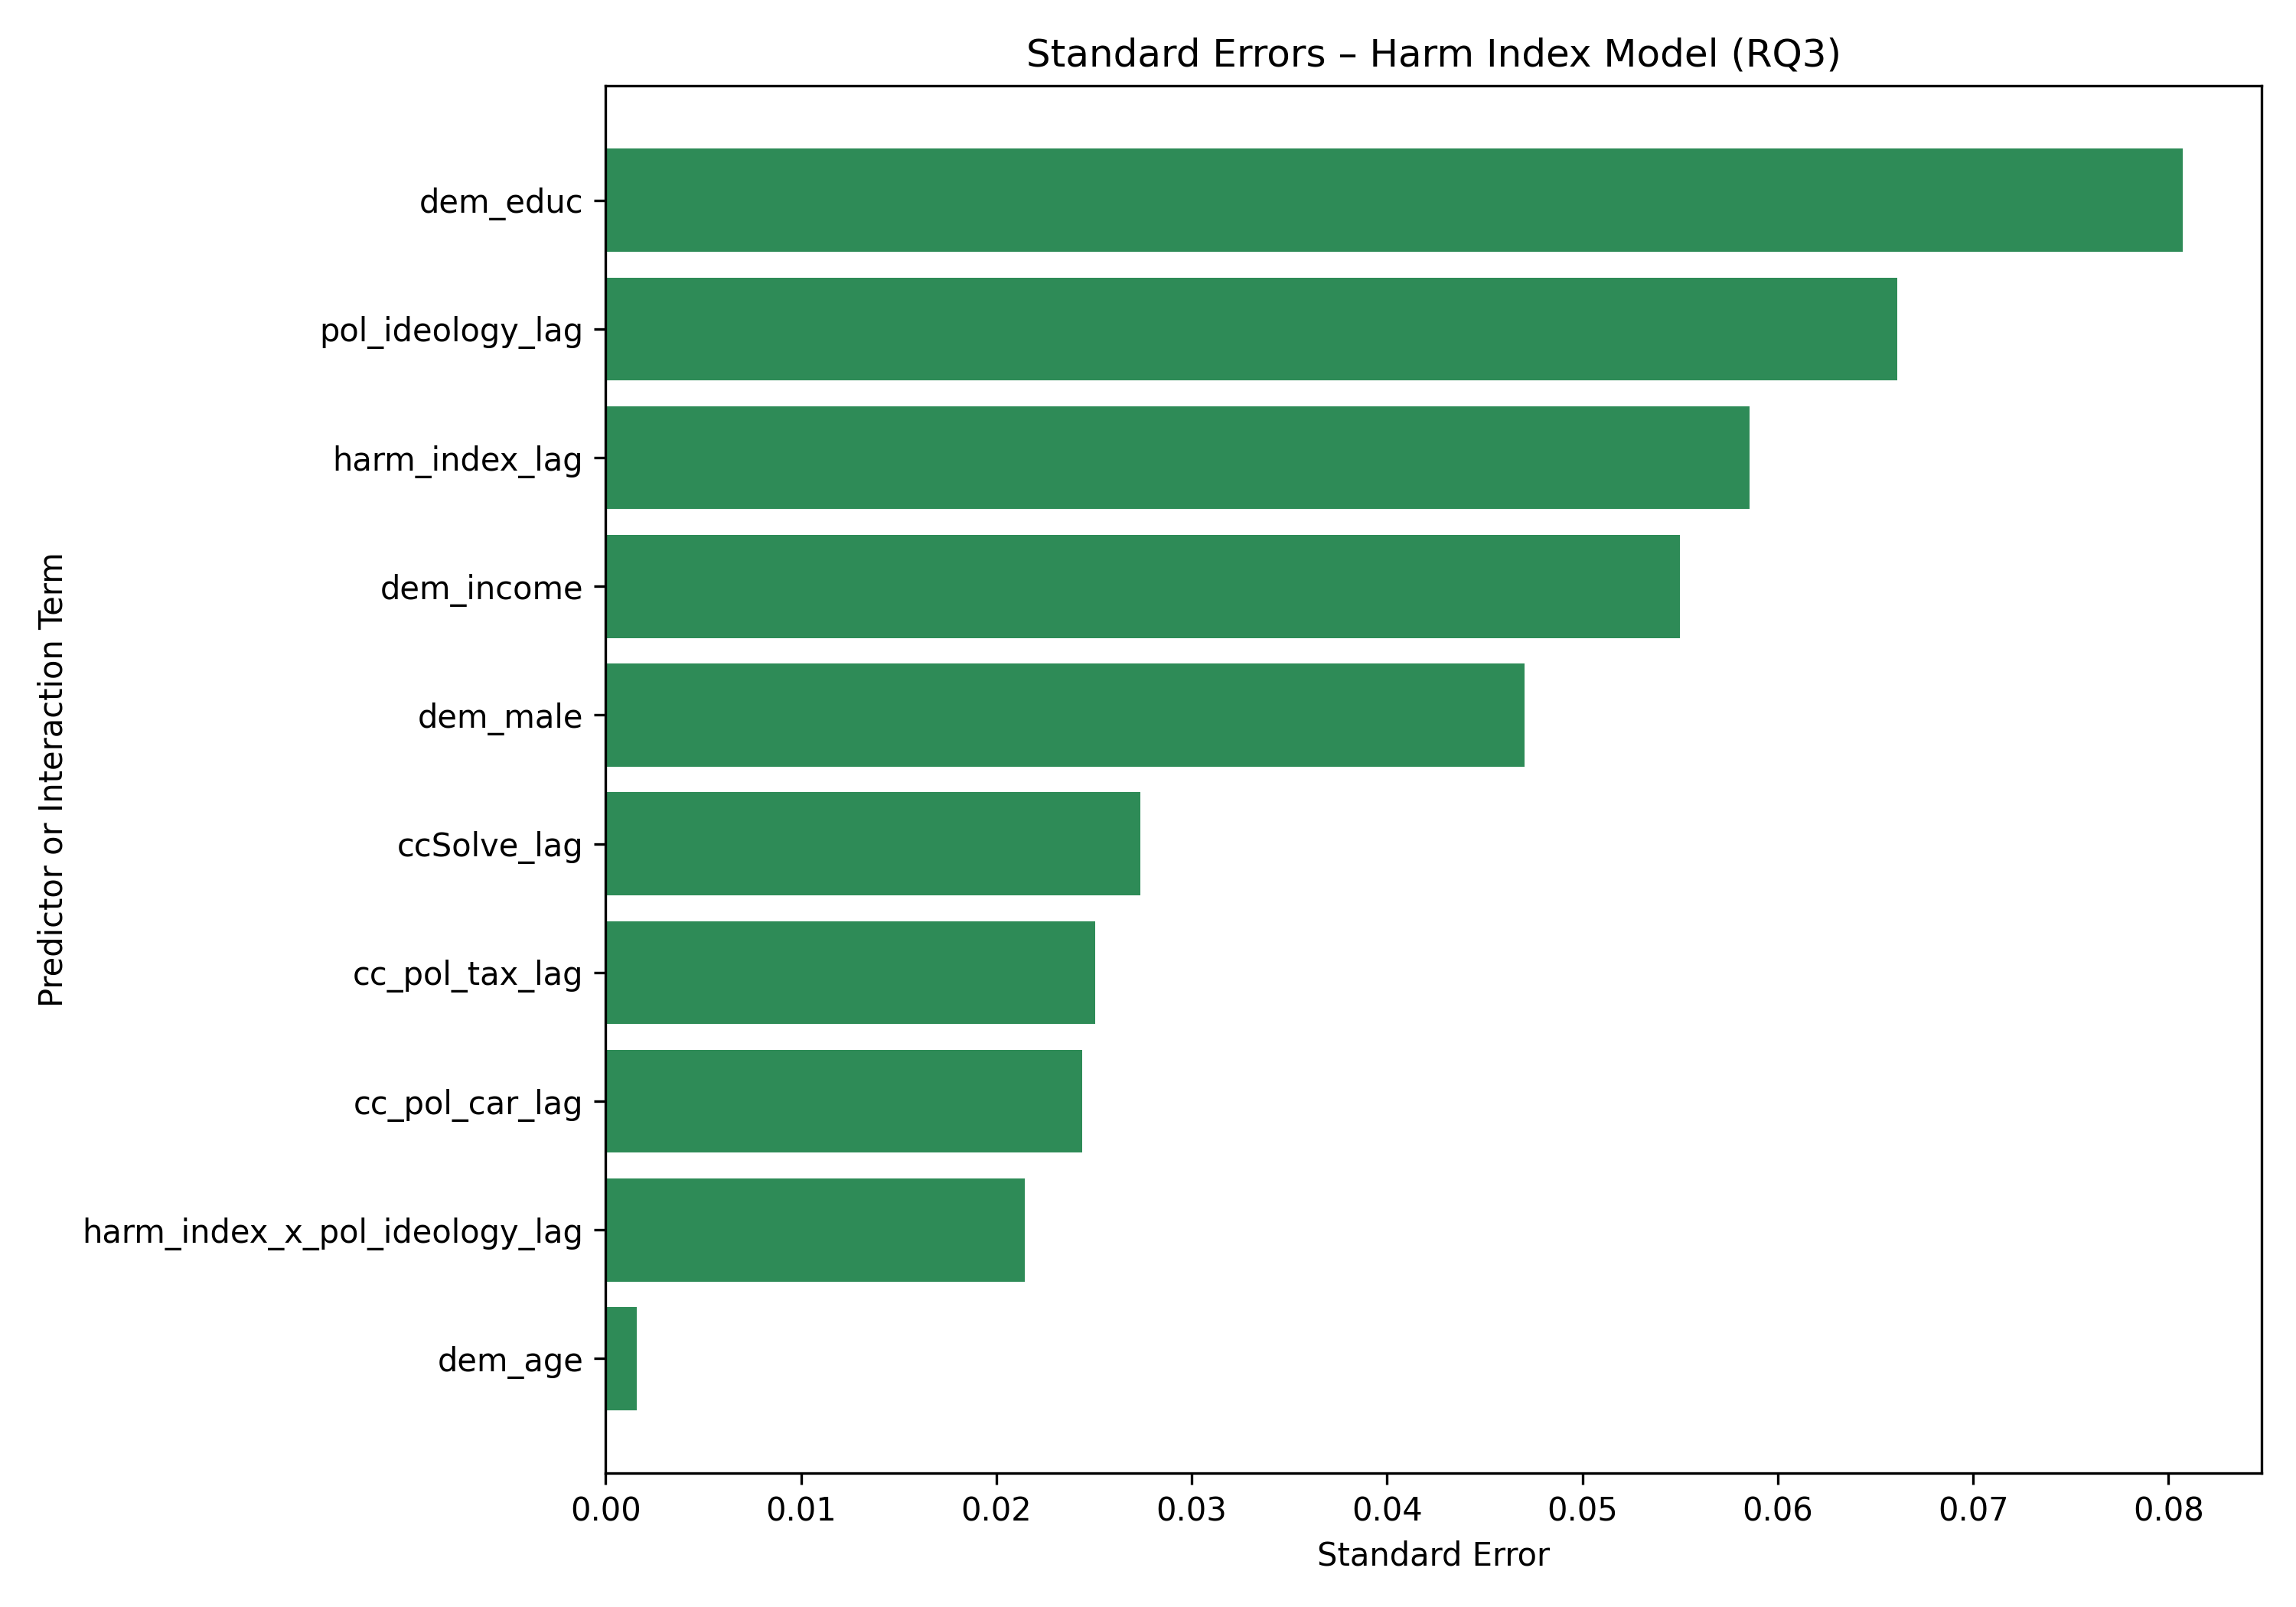 Standard Errors – Harm Index Model (RQ3)
Predictor or Interaction Term
dem_educ
pol_ideology_lag
harm_index_lag
dem_income
dem_male
ccSolve_lag
cc_pol_tax_lag
cc_pol_car_lag
harm_index_x_pol_ideology_lag
dem_age
0.00 0.01 0.02 0.03 0.04 0.05 0.06 0.07 0.08
Standard Error